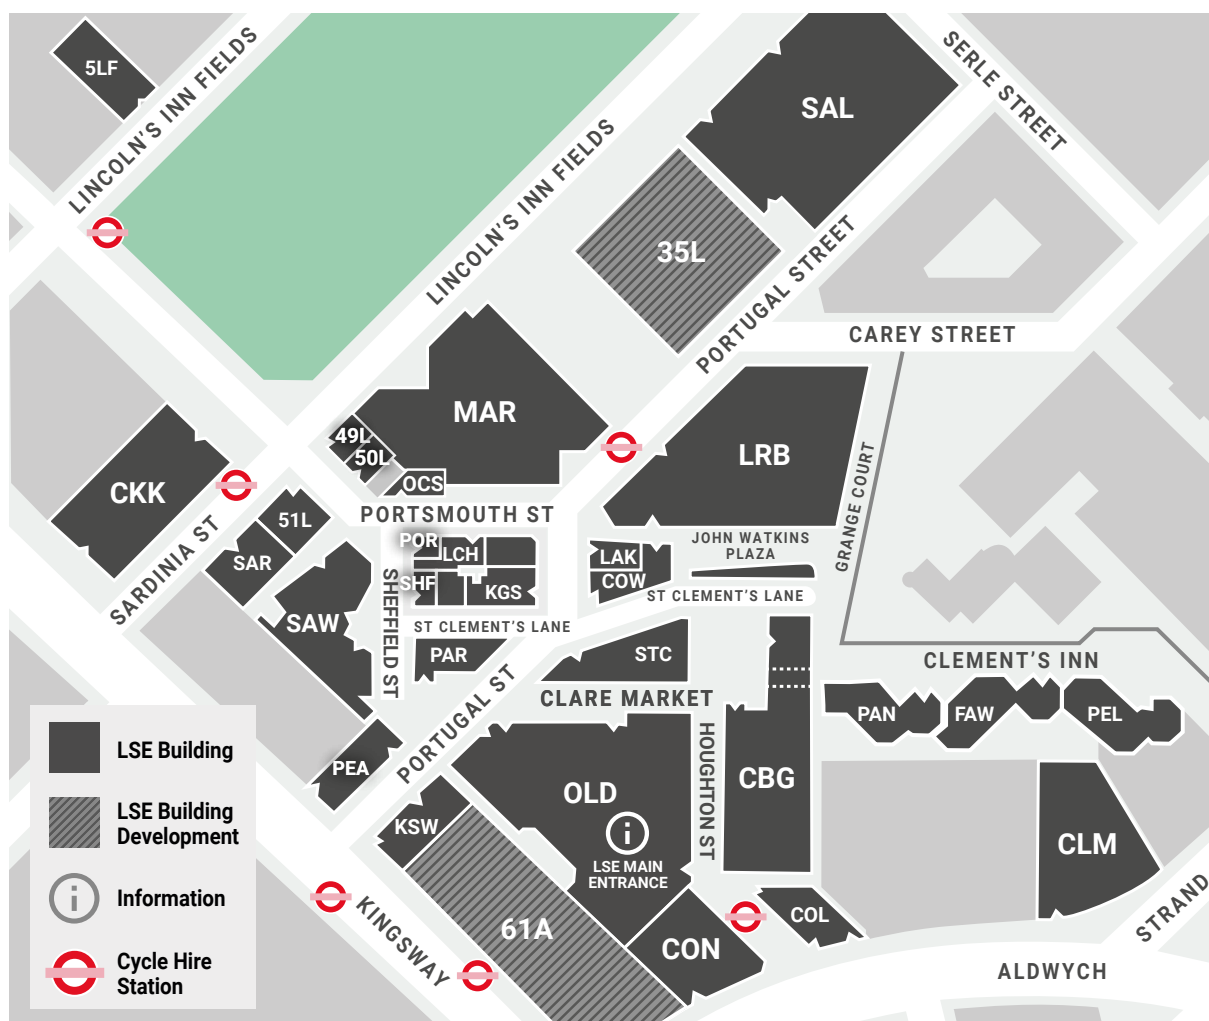 5LF
LINCOLN'S INN FIELDS
SERLE STREET
SAL
LINCOLN'S INN FIELDS
35L
PORTUGAL STREET
CAREY STREET
MAR
49L
50L
OCS
LRB
CKK
GRANGE COURT
PORTSMOUTH ST
51L
SAR
SARDINIA ST
POR
LCH
SHF
KGS
LAK
COW
JOHN WATKINS
PLAZA
ST CLEMENT'S LANE
SHEFFIELD ST
SAW
ST CLEMENT'S LANE
PAR
STC
CLEMENT'S INN
CLARE MARKET
PAN
FAW
PEL
PORTUGAL ST
HOUGHTON ST
PEA
OLD
CBG
KSW
LSE MAIN
ENTRANCE
CLM
61A
CON
COL
KINGSWAY
STRAND
ALDWYCH
LSE Building
LSE Building
Development
Information
Cycle Hire
Station